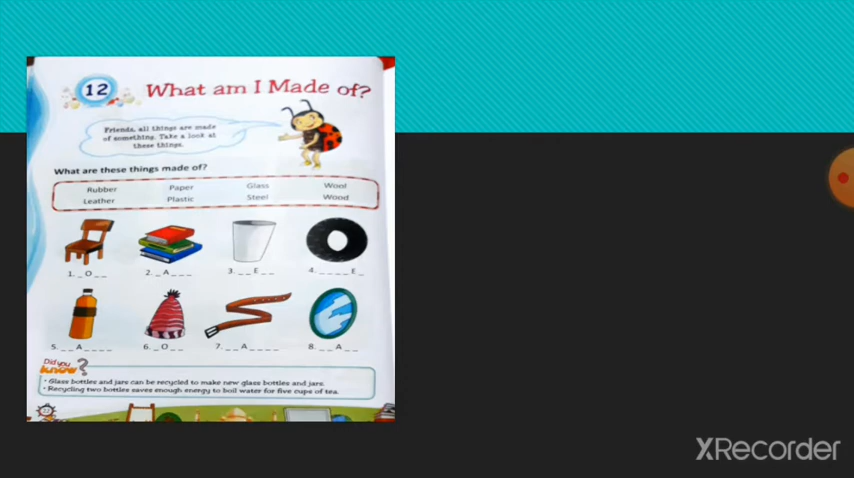 12
What am I Made of?
Friends, all things are made
of something. Take a look at
these things.
What are these things made of?
Rubber Paper Glass Wool
Leather Plastic Steel Wood
1. _ O _ _ 2. _ A _ _ _ 3. _ _ E _ _ 4. _ _ _ _ E _
5. _ _ A _ _ _ _ 6. _ O _ _ 7. _ _ A _ _ _ _ 8. _ _ A _ _
Did you
know?
• Glass bottles and jars can be recycled to make new glass bottles and jars.
• Recycling two bottles saves enough energy to boil water for five cups of tea.
XRecorder